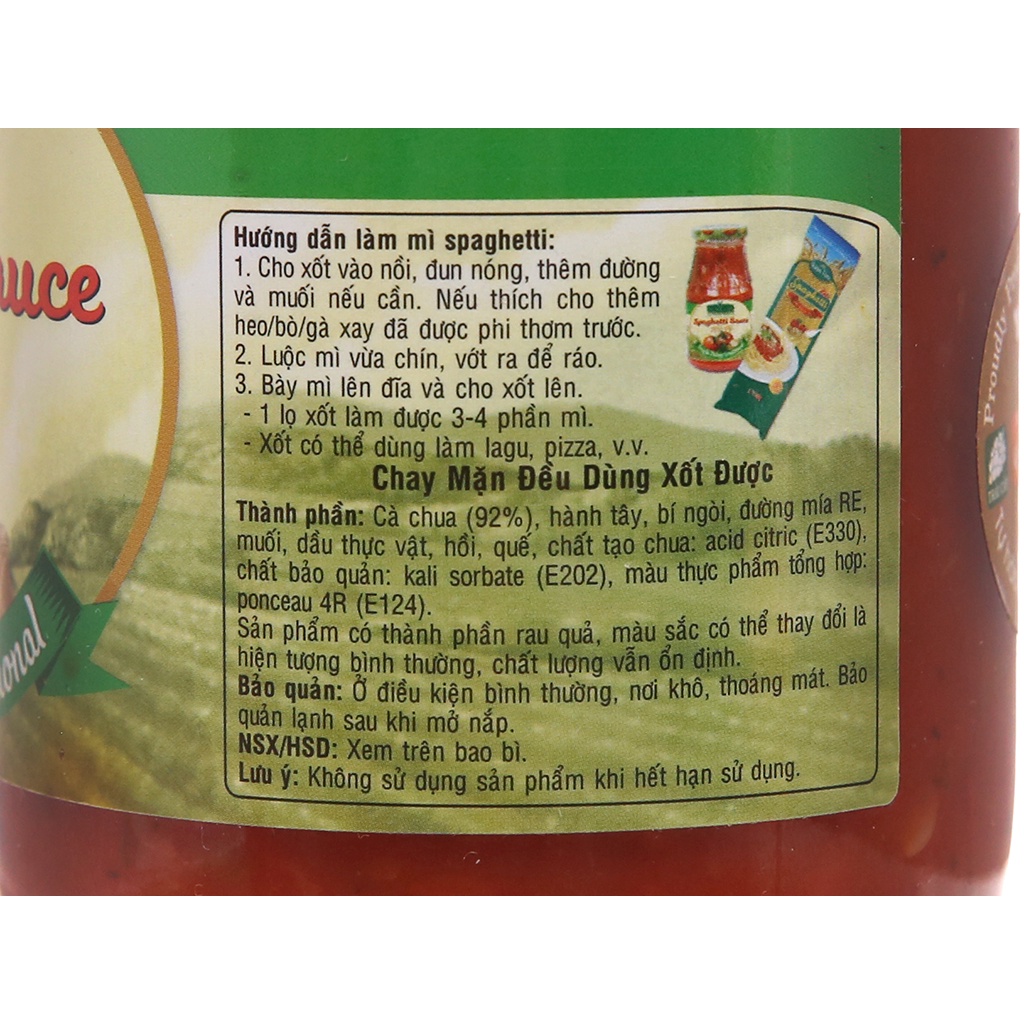 auce
Hướng dẫn làm mì spaghetti:
1. Cho xốt vào nồi, đun nóng, thêm đường
và muối nếu cần. Nếu thích cho thêm
heo/bò/gà xay đã được phi thơm trước.
2. Luộc mì vừa chín, vớt ra để ráo.
3. Bày mì lên đĩa và cho xốt lên.
- 1 lọ xốt làm được 3-4 phần mì.
- Xốt có thể dùng làm lagu, pizza, v.v.
Spaghetti Sauce
Spaghetti
Chay Mặn Đều Dùng Xốt Được
Thành phần: Cà chua (92%), hành tây, bí ngòi, đường mía RE,
muối, dầu thực vật, hồi, quế, chất tạo chua: acid citric (E330),
chất bảo quản: kali sorbate (E202), màu thực phẩm tổng hợp:
ponceau 4R (E124).
Sản phẩm có thành phần rau quả, màu sắc có thể thay đổi là
hiện tượng bình thường, chất lượng vẫn ổn định.
Bảo quản: Ở điều kiện bình thường, nơi khô, thoáng mát. Bảo
quản lạnh sau khi mở nắp.
NSX/HSD: Xem trên bao bì.
Lưu ý: Không sử dụng sản phẩm khi hết hạn sử dụng.
ional
Proudly